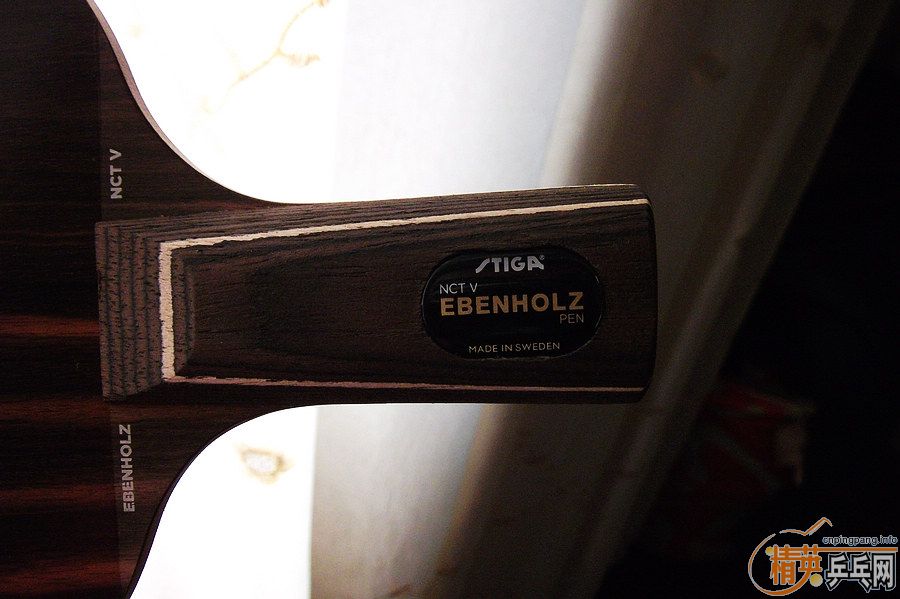 NCT V
STIGA®
NCT V
EBENHOLZ
PEN
MADE IN SWEDEN
EBENHOLZ
cnpingpang.info
精英乒乓网